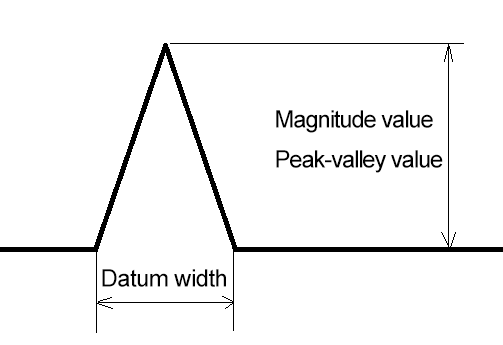 Magnitude value
Peak-valley value
Datum width